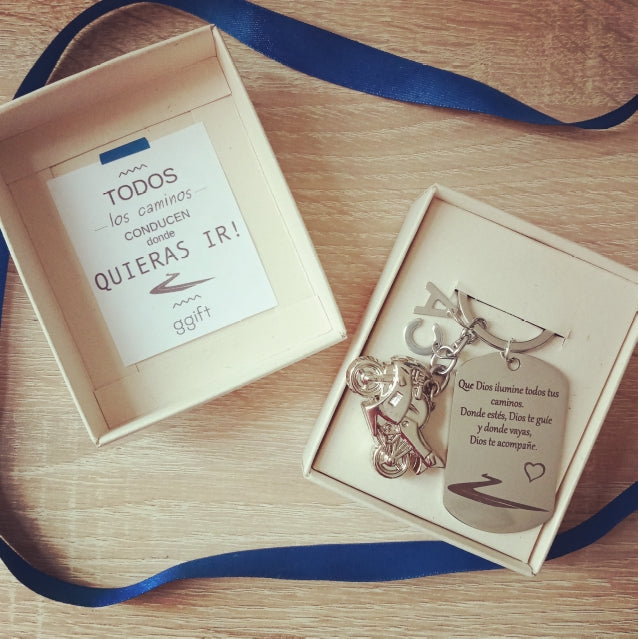 TODOS
los caminos
CONDUCEN
donde
QUIERAS IR!
ggift
A
C
Que Dios ilumine todos tus
caminos.
Donde estés, Dios te guíe
y donde vayas,
Dios te acompañe.